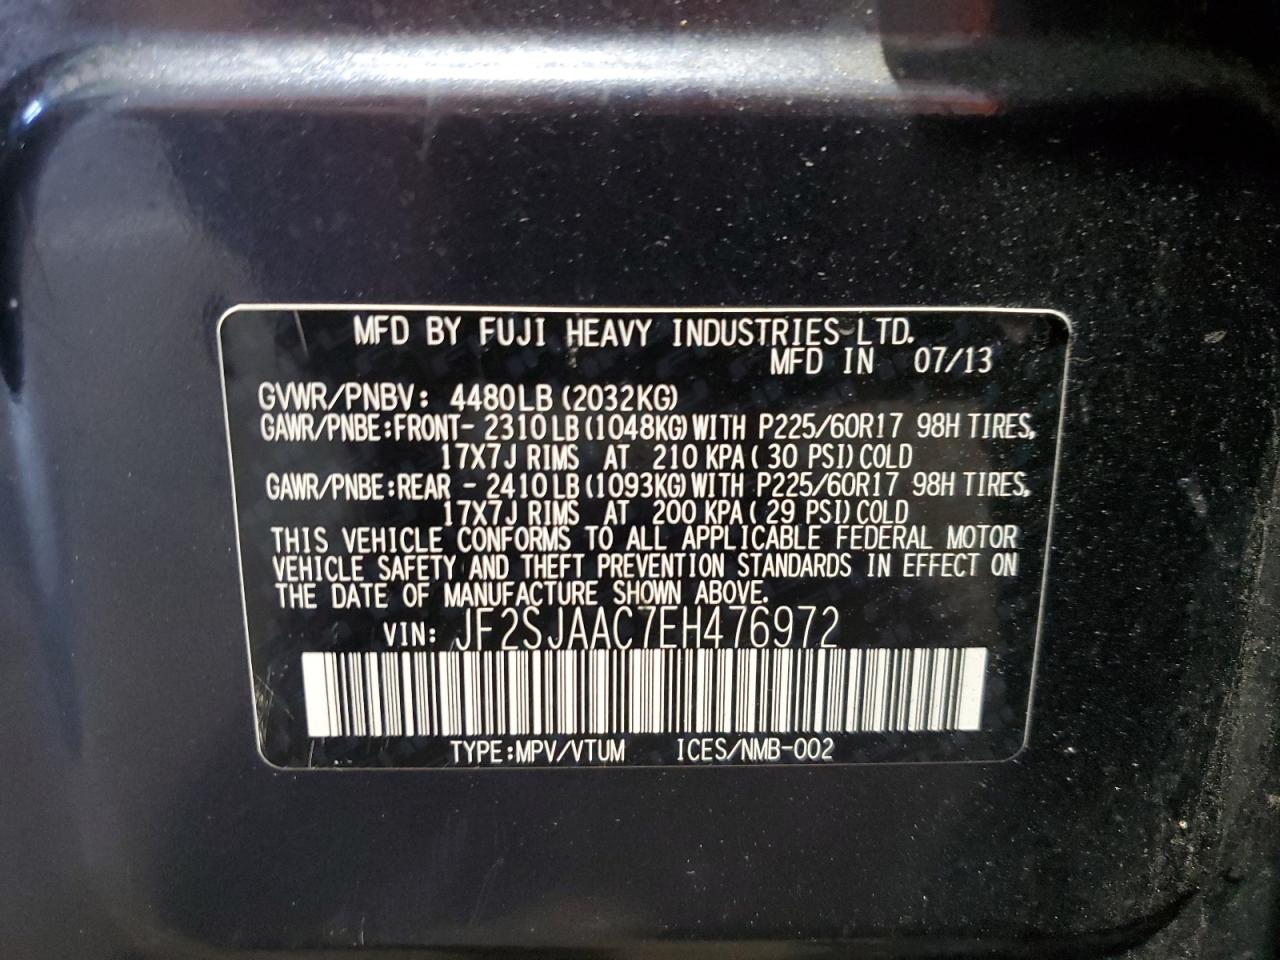 MFD BY FUJI HEAVY INDUSTRIES LTD.
MFD IN 07/13
GVWR/PNBV: 4480LB (2032KG)
GAWR/PNBE:FRONT- 2310LB(1048KG)WITH P225/60R17 98H TIRES,
17X7J RIMS AT 210 KPA( 30 PSI)COLD
GAWR/PNBE:REAR - 2410LB(1093KG)WITH P225/60R17 98H TIRES,
17X7J RIMS AT 200 KPA( 29 PSI)COLD
THIS VEHICLE CONFORMS TO ALL APPLICABLE FEDERAL MOTOR
VEHICLE SAFETY AND THEFT PREVENTION STANDARDS IN EFFECT ON
THE DATE OF MANUFACTURE SHOWN ABOVE.
VIN: JF2SJAAC7EH476972
TYPE:MPV/VTUM ICES/NMB-002